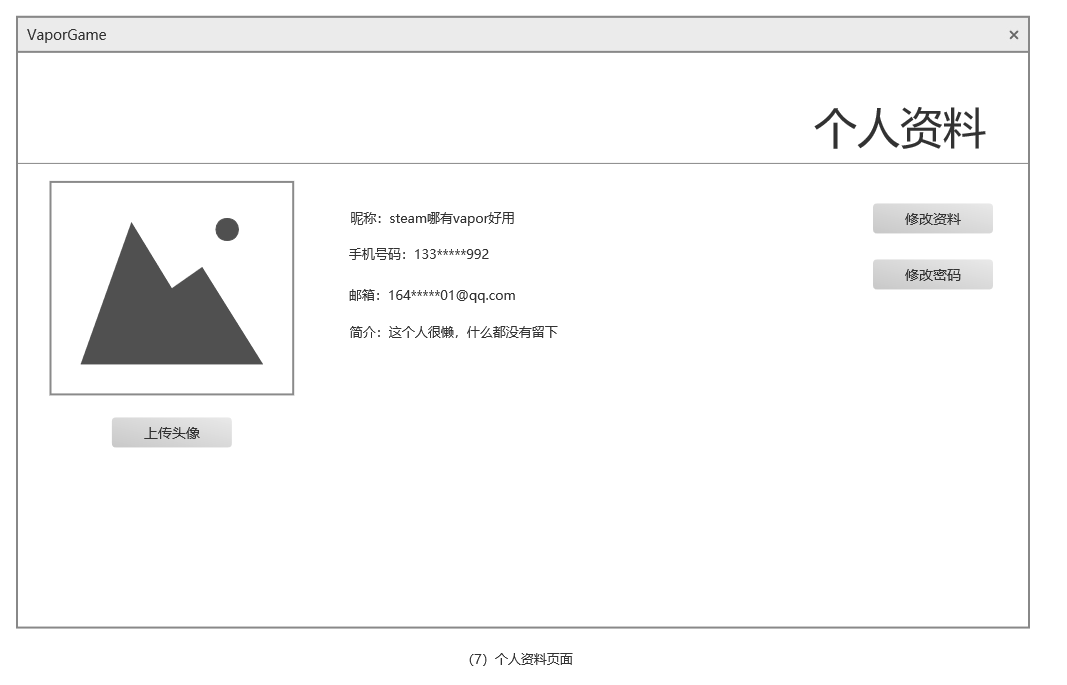 VaporGame
×
个人资料
昵称：steam哪有vapor好用
修改资料
手机号码：133*****992
修改密码
邮箱：164*****01@qq.com
简介：这个人很懒，什么都没有留下
上传头像
（7）个人资料页面